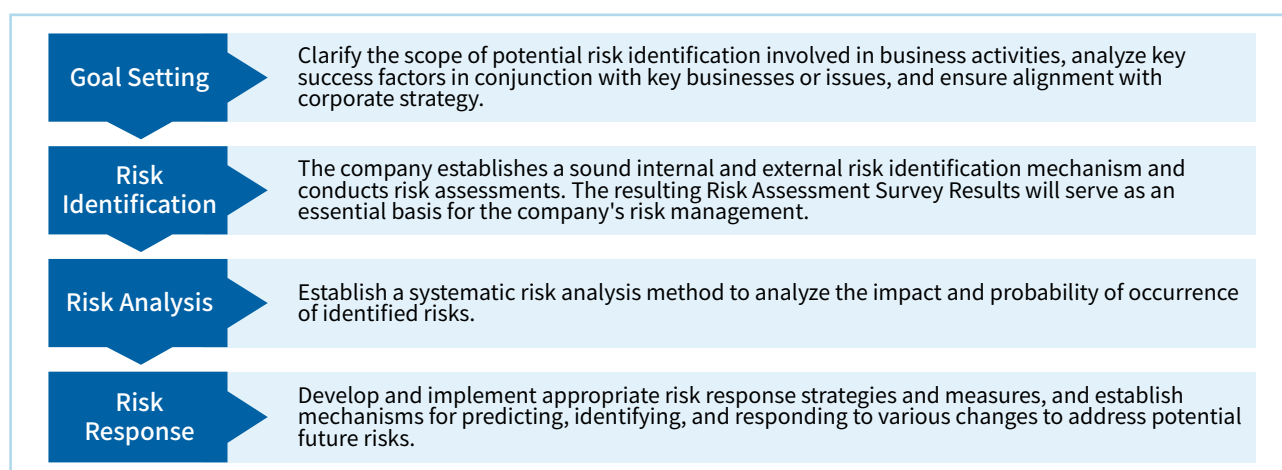 Goal Setting
Clarify the scope of potential risk identification involved in business activities, analyze key
success factors in conjunction with key businesses or issues, and ensure alignment with
corporate strategy.
Risk
Identification
The company establishes a sound internal and external risk identification mechanism and
conducts risk assessments. The resulting Risk Assessment Survey Results will serve as an
essential basis for the company's risk management.
Risk Analysis
Establish a systematic risk analysis method to analyze the impact and probability of occurrence
of identified risks.
Risk
Response
Develop and implement appropriate risk response strategies and measures, and establish
mechanisms for predicting, identifying, and responding to various changes to address potential
future risks.